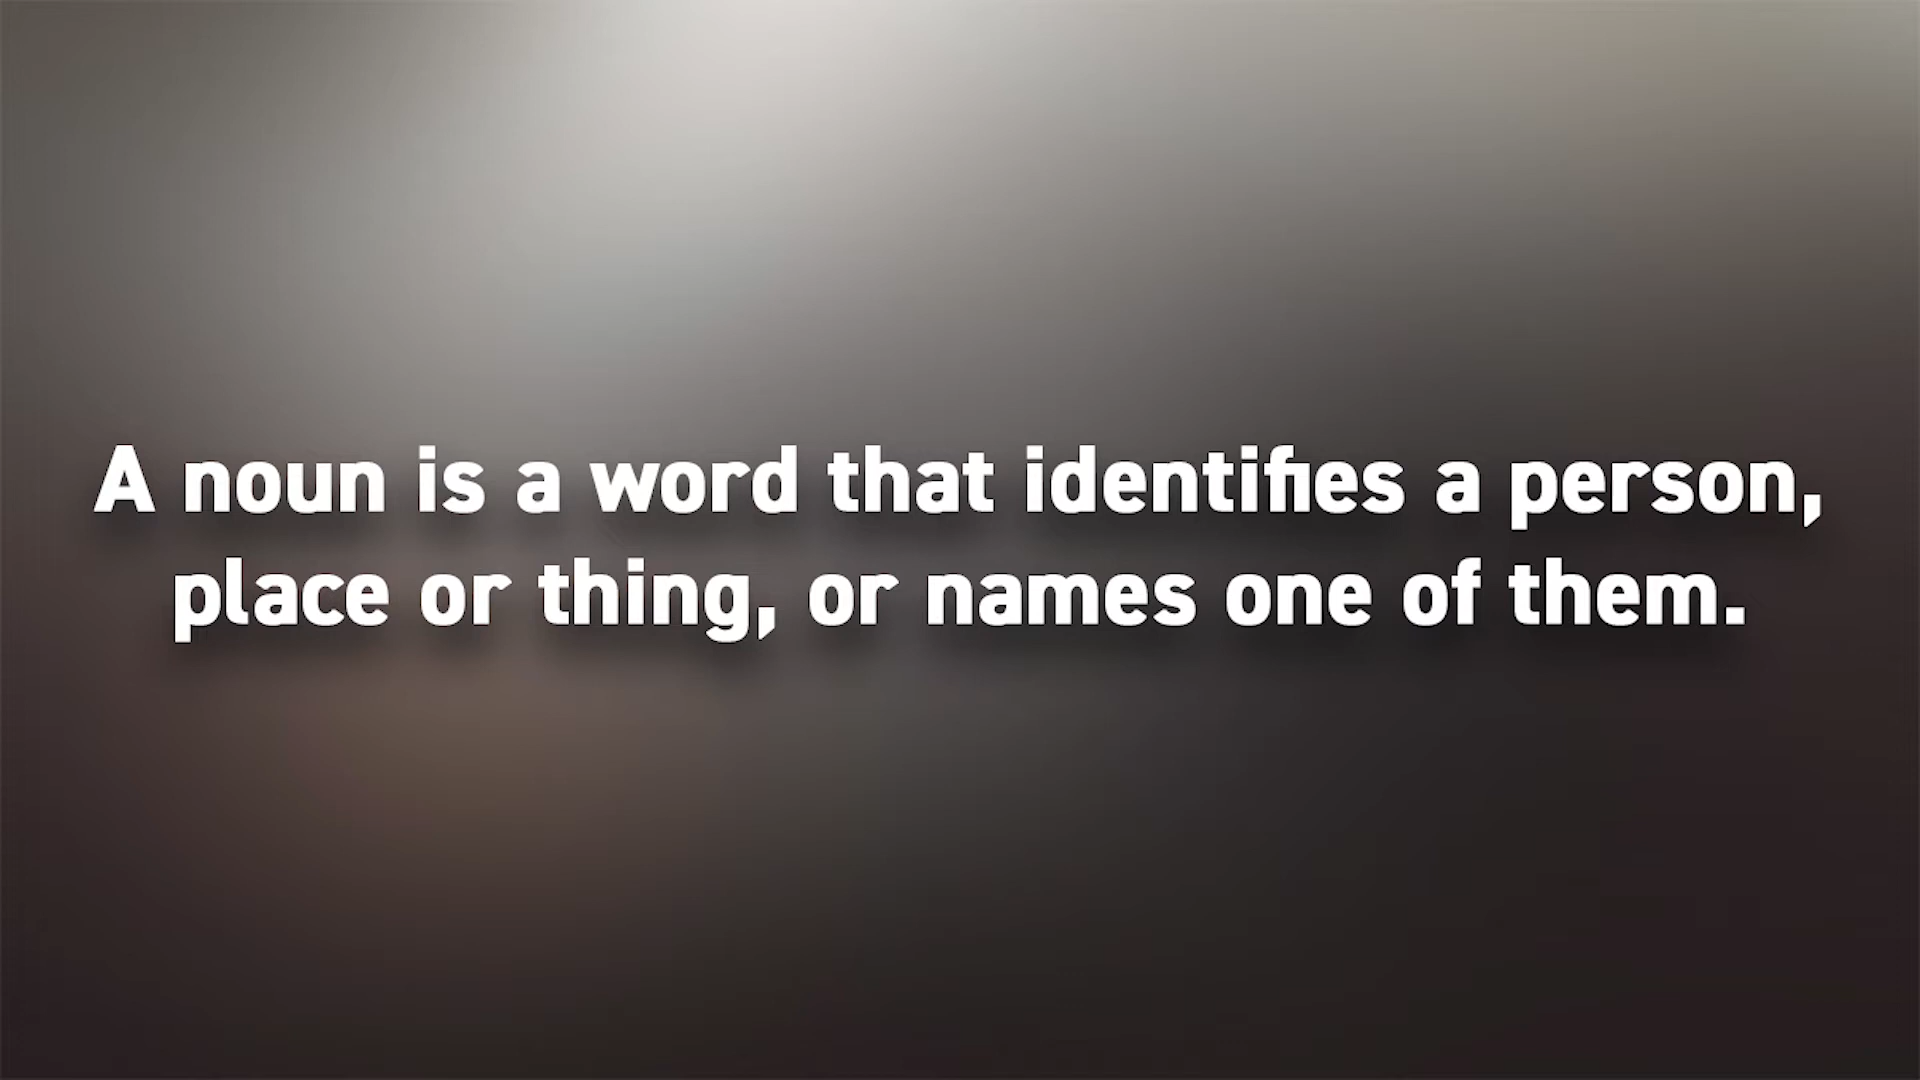 A noun is a word that identifies a person,
place or thing, or names one of them.